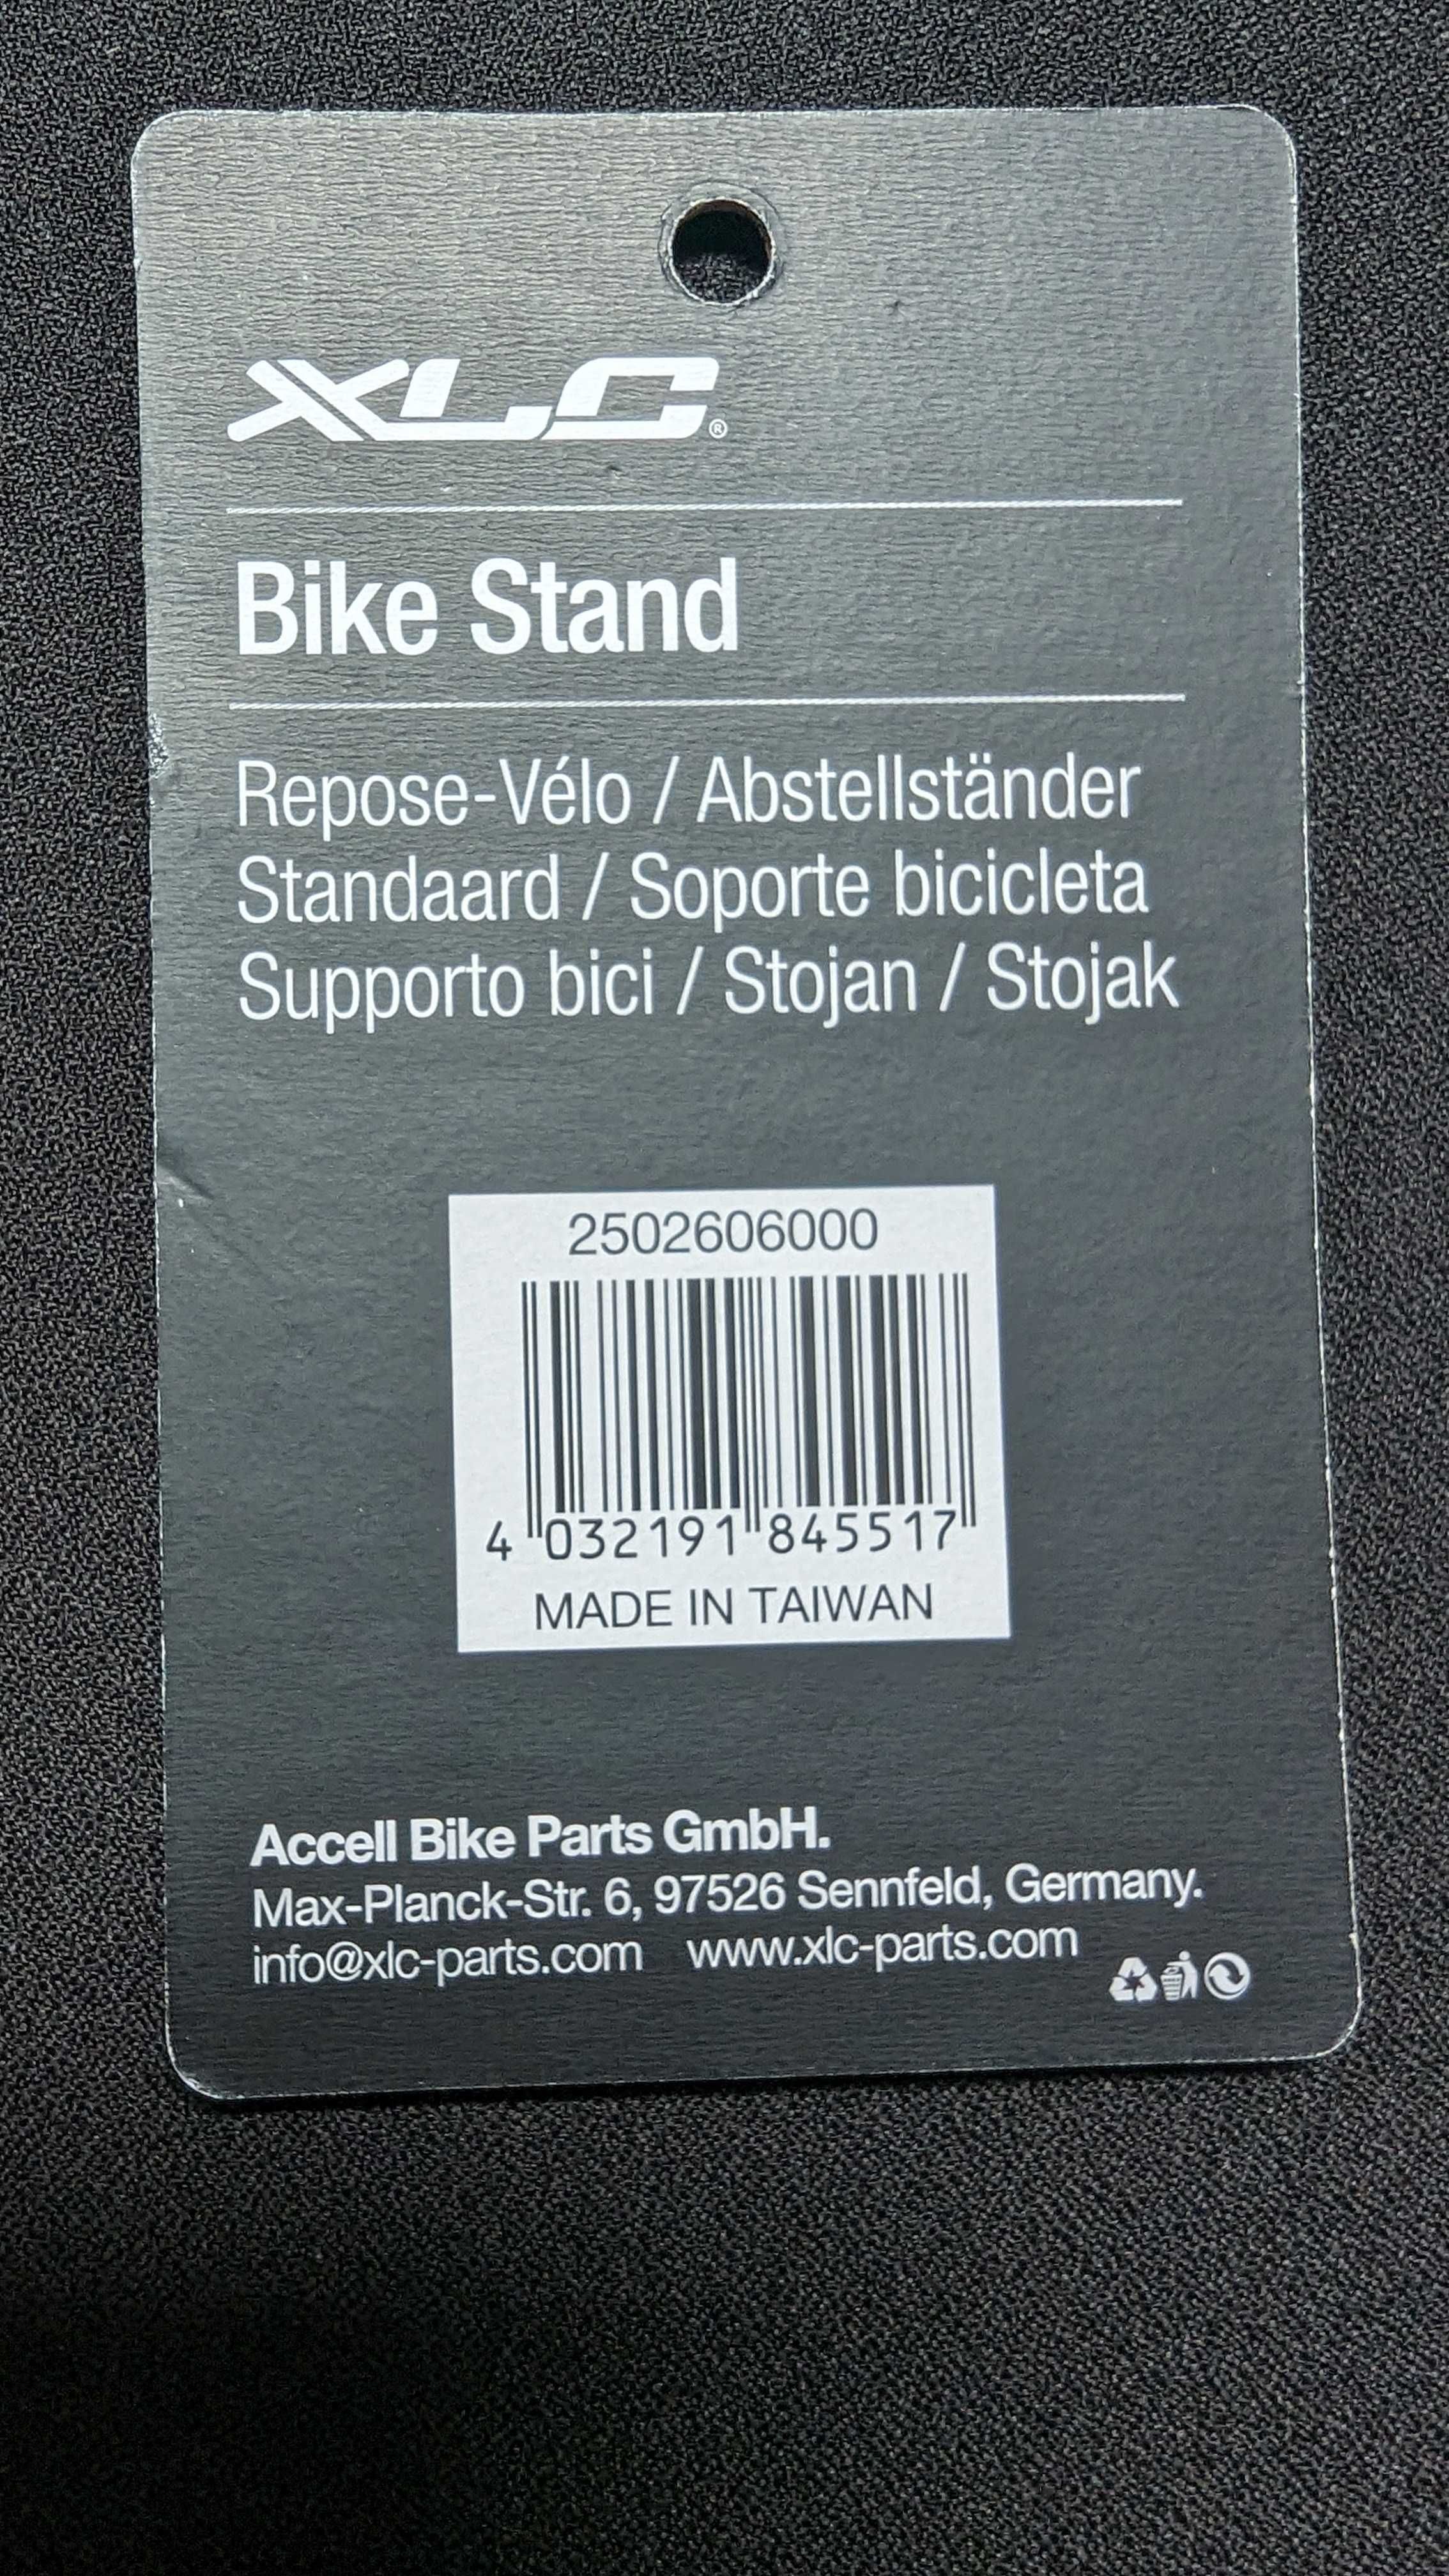 XLC®
Bike Stand
Repose-Vélo / Abstellständer
Standaard / Soporte bicicleta
Supporto bici / Stojan / Stojak
2502606000
4 032191 845517
MADE IN TAIWAN
Accell Bike Parts GmbH.
Max-Planck-Str. 6, 97526 Sennfeld, Germany.
info@xlc-parts.com www.xlc-parts.com